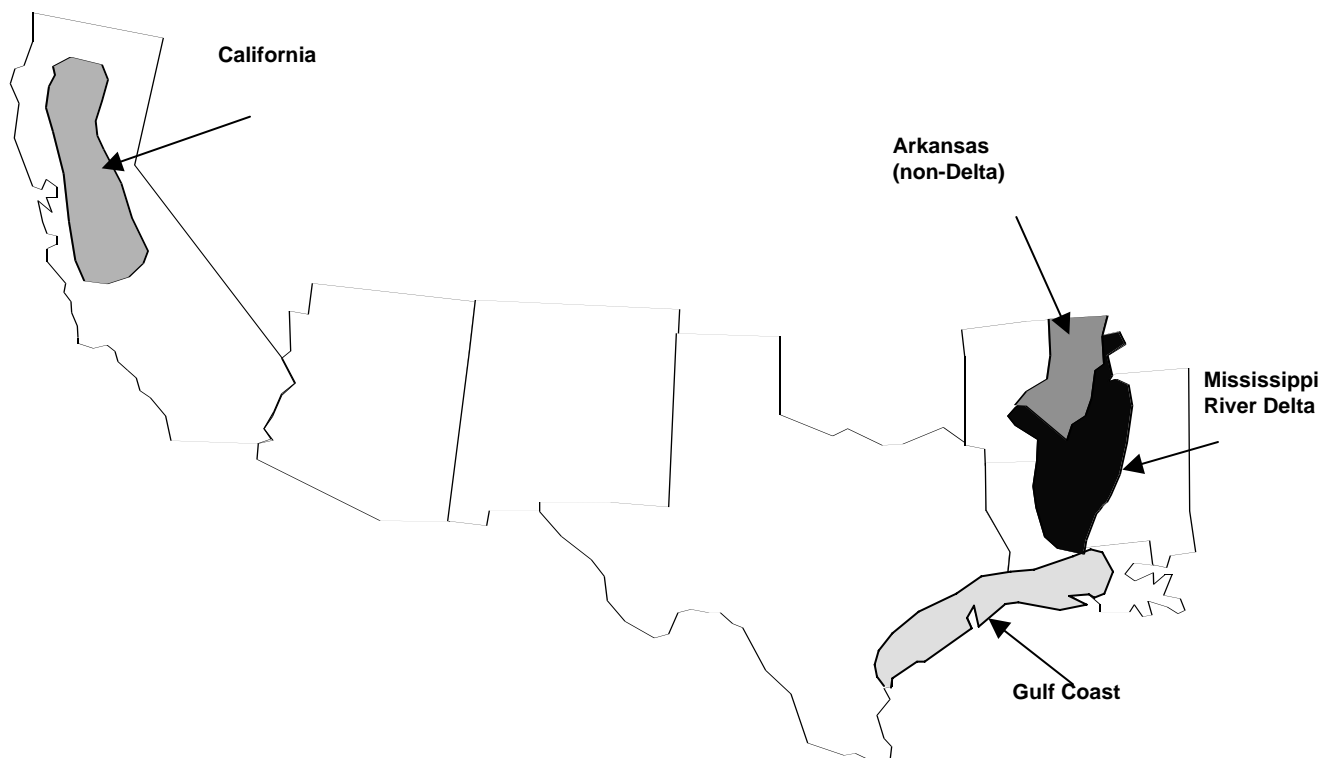 California
Arkansas
(non-Delta)
Mississippi
River Delta
Gulf Coast